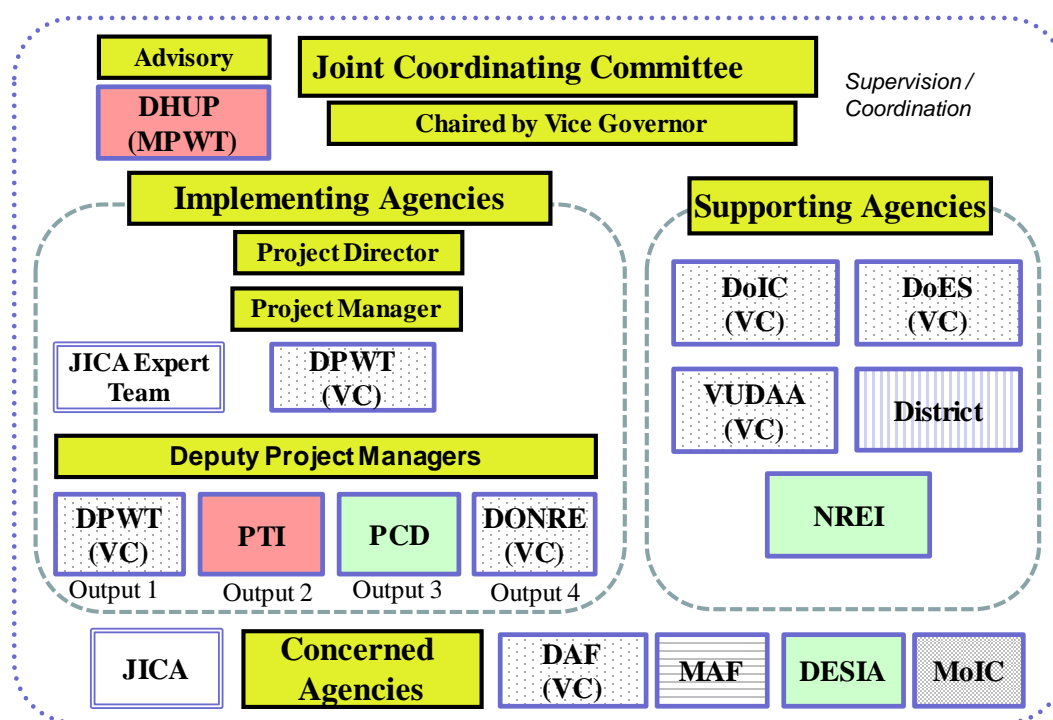 Advisory
Joint Coordinating Committee
Supervision /
Coordination
DHUP
(MPWT)
Chaired by Vice Governor
Implementing Agencies
Supporting Agencies
Project Director
Project Manager
DoIC
(VC)
DoES
(VC)
JICA Expert
Team
DPWT
(VC)
VUDAA
(VC)
District
Deputy Project Managers
DPWT
(VC)
PTI
PCD
DONRE
(VC)
NREI
Output 1
Output 2
Output 3
Output 4
JICA
Concerned
Agencies
DAF
(VC)
MAF
DESIA
MoIC